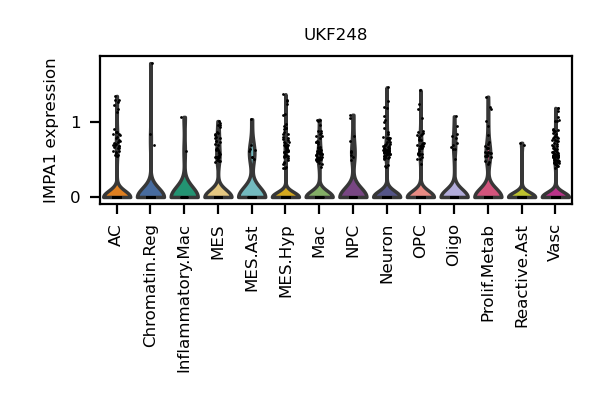 UKF248
IMPA1 expression
1
0
AC
Chromatin.Reg
Inflammatory.Mac
MES
MES.Ast
MES.Hyp
Mac
NPC
Neuron
OPC
Oligo
Prolif.Metab
Reactive.Ast
Vasc